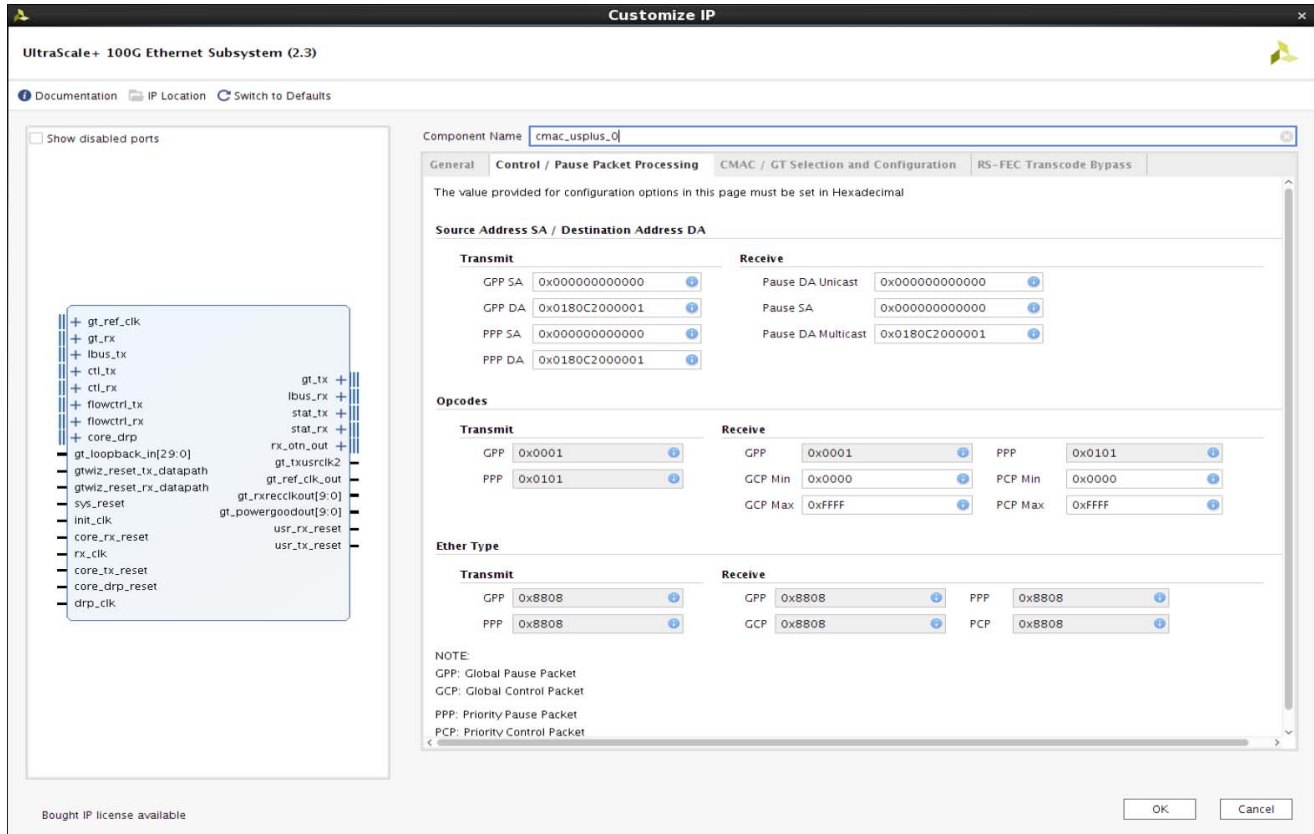 Customize IP
UltraScale+ 100G Ethernet Subsystem (2.3)
Documentation IP Location Switch to Defaults
Show disabled ports
gt_ref_clk
gt_rx
lbus_tx
ctl_tx
ctl_rx
flowctrl_tx
flowctrl_rx
core_drp
gt_loopback_in[29:0]
gtwiz_reset_tx_datapath
gtwiz_reset_rx_datapath
sys_reset
init_clk
core_rx_reset
rx_clk
core_tx_reset
core_drp_reset
drp_clk
gt_tx
lbus_rx
stat_tx
stat_rx
rx_otn_out
gt_txusrclk2
gt_ref_clk_out
gt_rxrecclkout[9:0]
gt_powergoodout[9:0]
usr_rx_reset
usr_tx_reset
Component Name cmac_usplus_0
General Control / Pause Packet Processing CMAC / GT Selection and Configuration RS-FEC Transcode Bypass
The value provided for configuration options in this page must be set in Hexadecimal
Source Address SA / Destination Address DA
Transmit Receive
GPP SA 0x000000000000 Pause DA Unicast 0x000000000000
GPP DA 0x0180C2000001 Pause SA 0x000000000000
PPP SA 0x000000000000 Pause DA Multicast 0x0180C2000001
PPP DA 0x0180C2000001
Opcodes
Transmit Receive
GPP 0x0001 GPP 0x0001 PPP 0x0101
PPP 0x0101 GCP Min 0x0000 PCP Min 0x0000
GCP Max 0xFFFF PCP Max 0xFFFF
Ether Type
Transmit Receive
GPP 0x8808 GPP 0x8808 PPP 0x8808
PPP 0x8808 GCP 0x8808 PCP 0x8808
NOTE:
GPP: Global Pause Packet
GCP: Global Control Packet
PPP: Priority Pause Packet
PCP: Priority Control Packet
Bought IP license available
OK Cancel